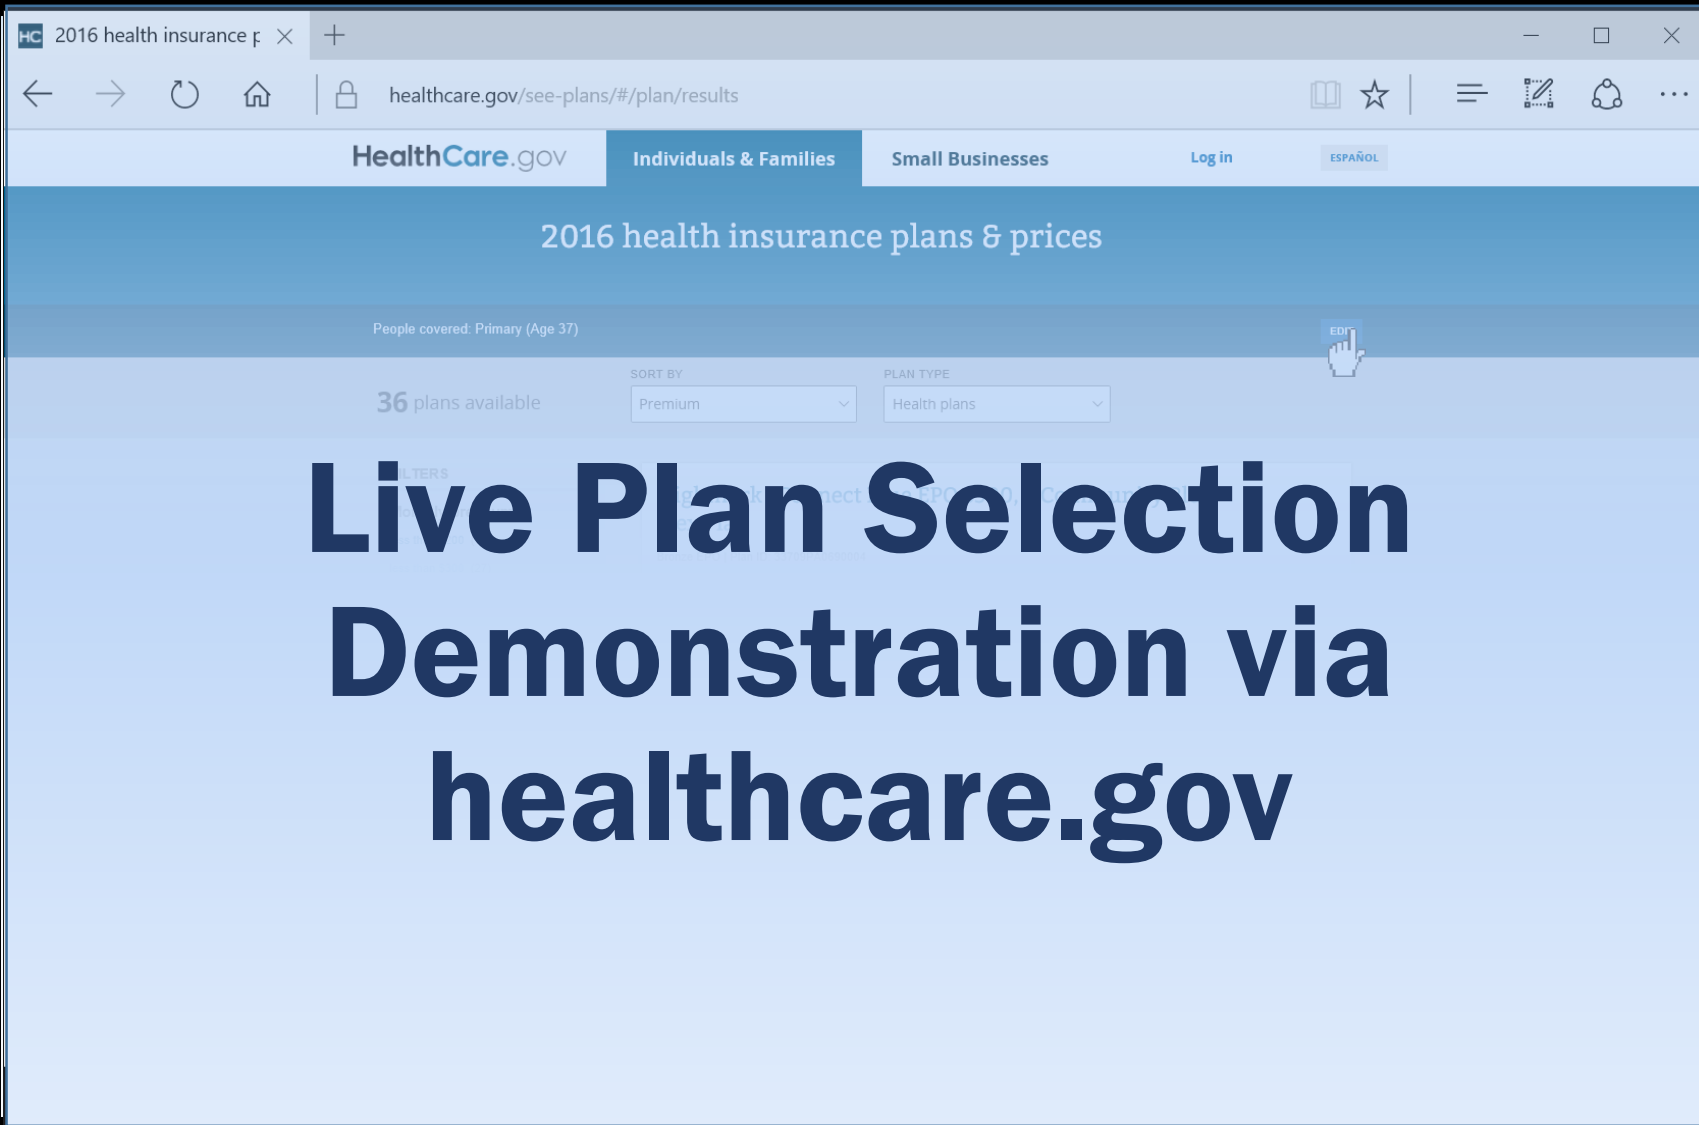 HC 2016 health insurance p
healthcare.gov/see-plans/#/plan/results
HealthCare.gov Individuals & Families Small Businesses Log in ESPAÑOL
2016 health insurance plans & prices
People covered: Primary (Age 37)
SORT BY PLAN TYPE
36 plans available Premium Health plans
Live Plan Selection
Demonstration via
healthcare.gov